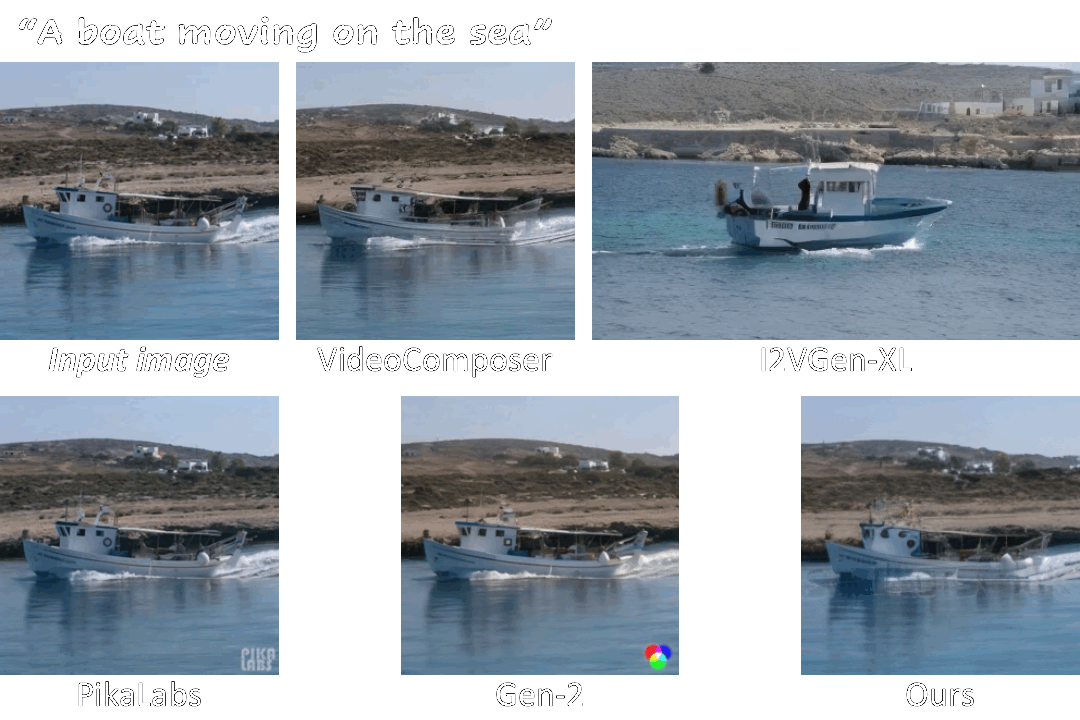 “A boat moving on the sea”
Input image
VideoComposer
I2VGen-XL
PIKA
LABS
PikaLabs
Gen-2
Ours